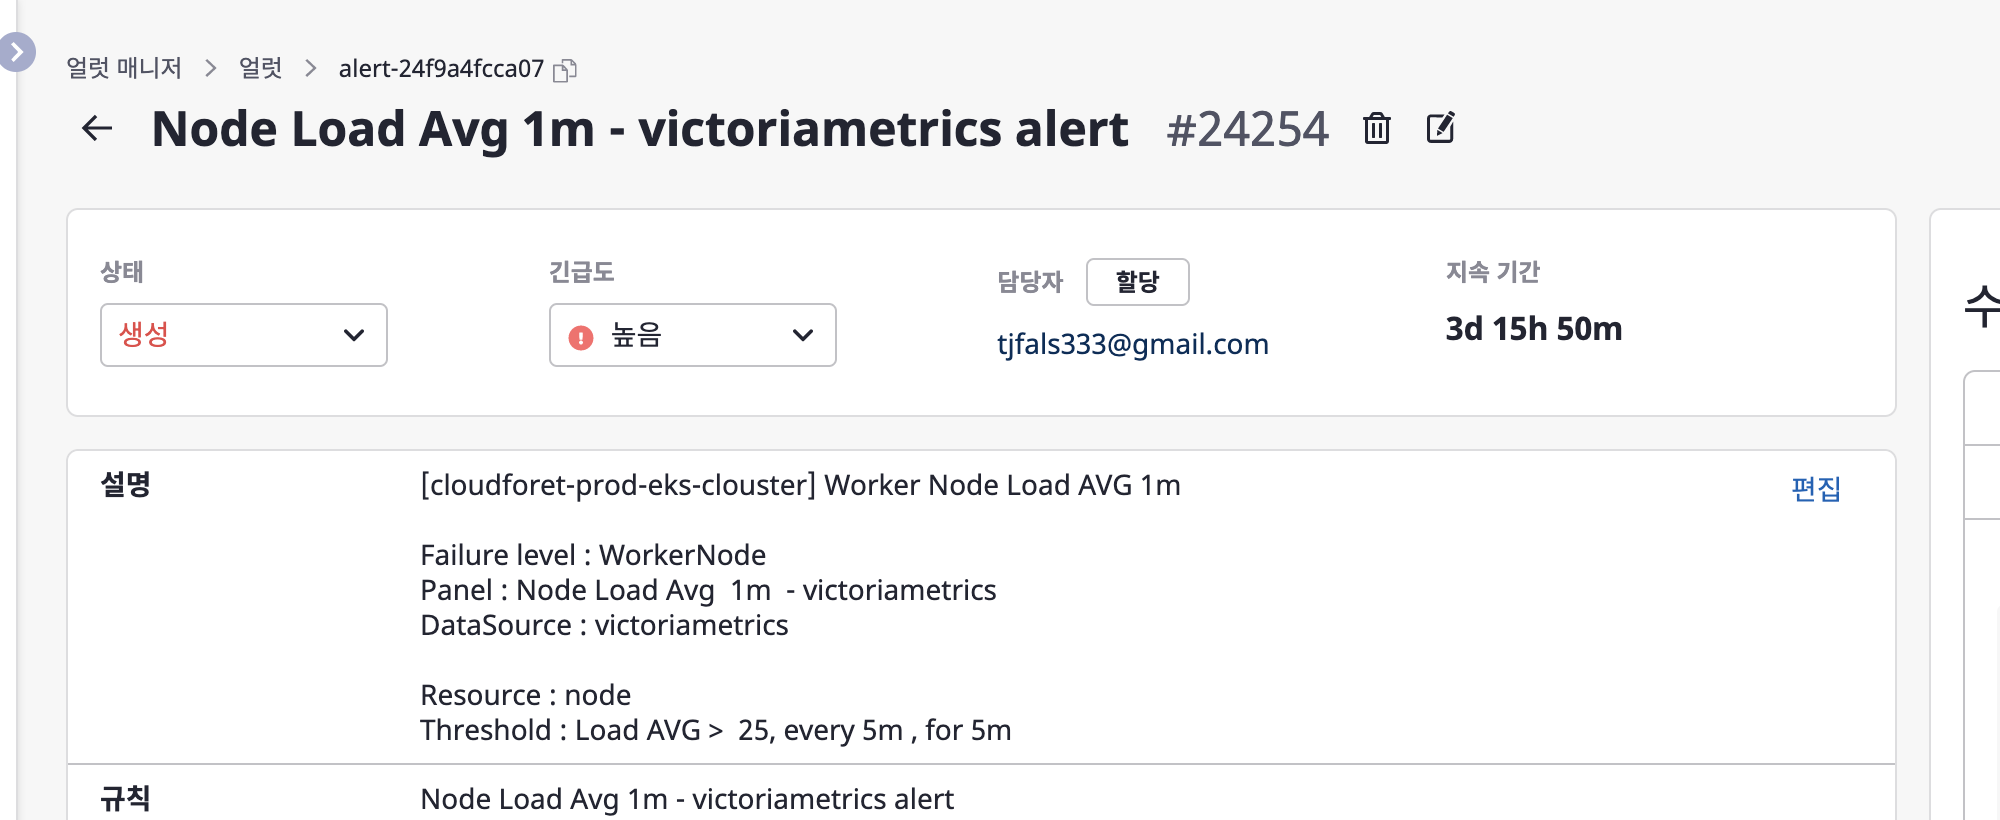 얼럿 매니저 > 얼럿 > alert-24f9a4fcca07
Node Load Avg 1m - victoriametrics alert #24254
상태
생성
긴급도
높음
담당자 할당
tjfals333@gmail.com
지속 기간
3d 15h 50m
수
설명
[cloudforet-prod-eks-clouster] Worker Node Load AVG 1m
편집
Failure level : WorkerNode
Panel : Node Load Avg  1m  - victoriametrics
DataSource : victoriametrics
Resource : node
Threshold : Load AVG >  25, every 5m , for 5m
규칙
Node Load Avg 1m - victoriametrics alert